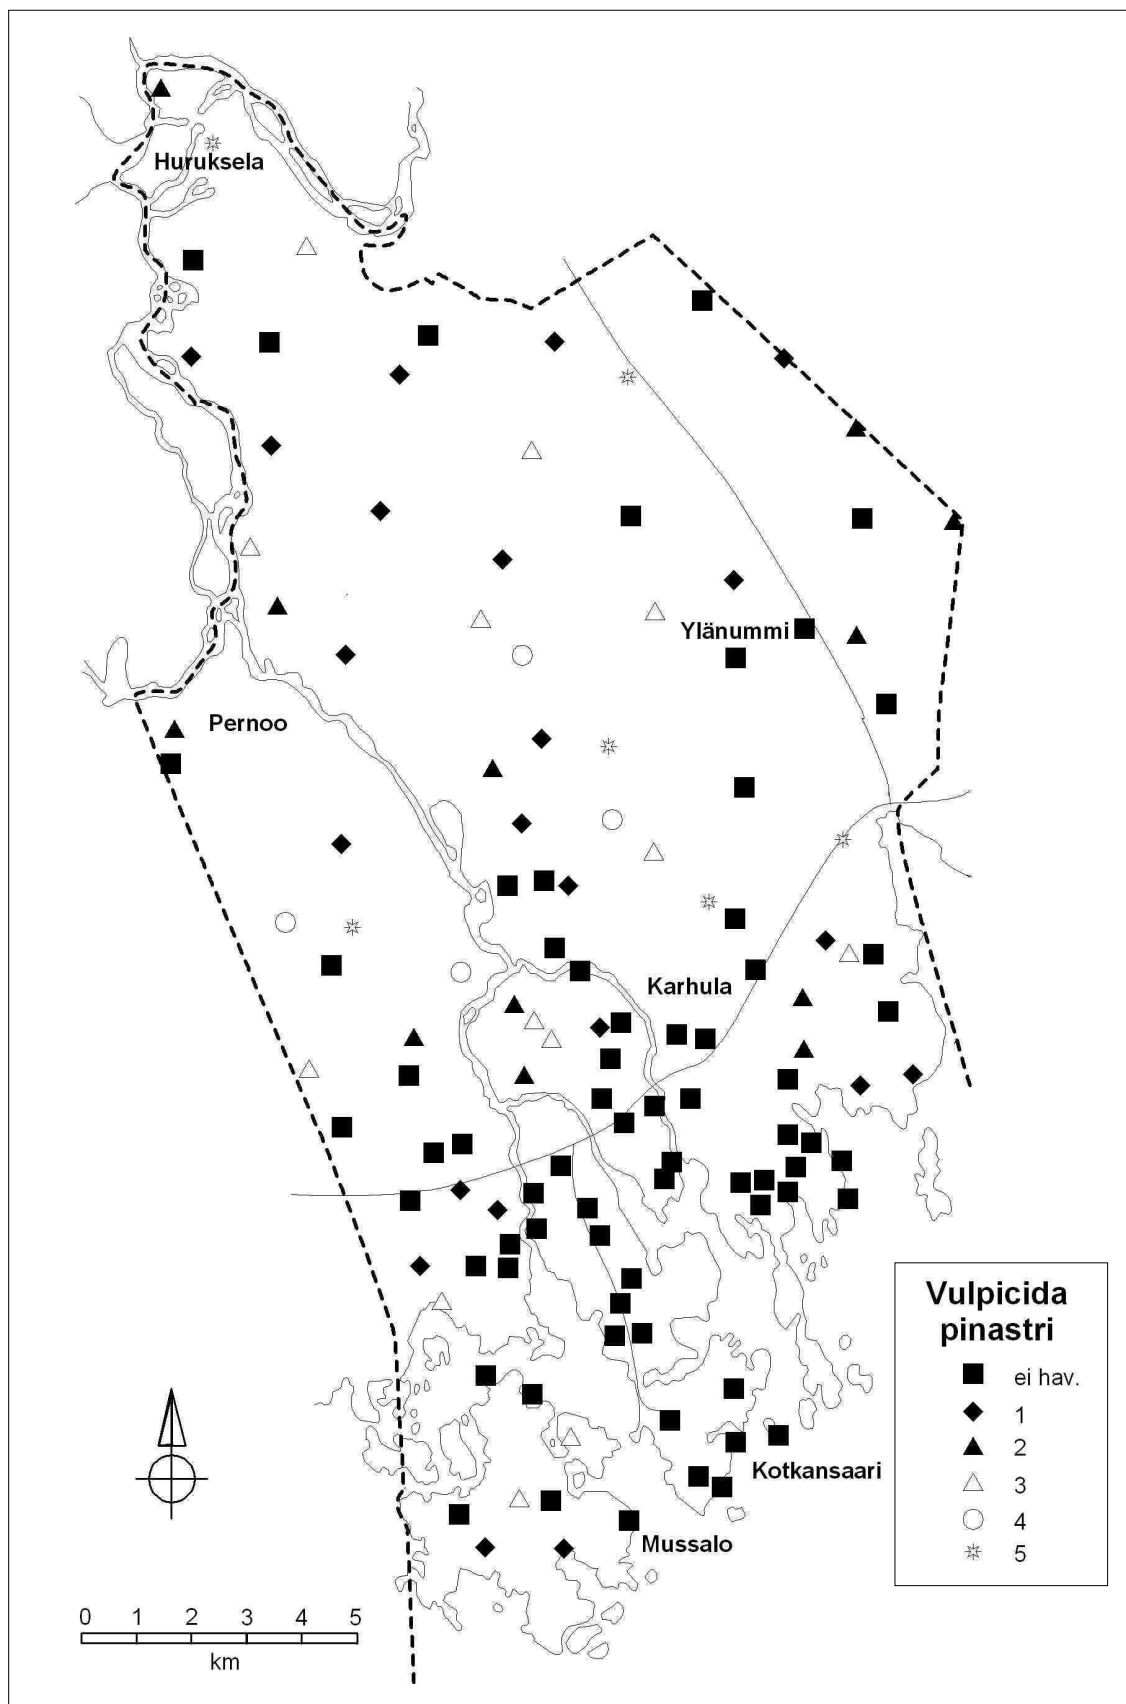 Huruksela
Ylänummi
Pernoo
Karhula
Vulpicida
pinastri
ei hav.
1
2
3
4
5
Kotkansaari
Mussalo
0 1 2 3 4 5
km